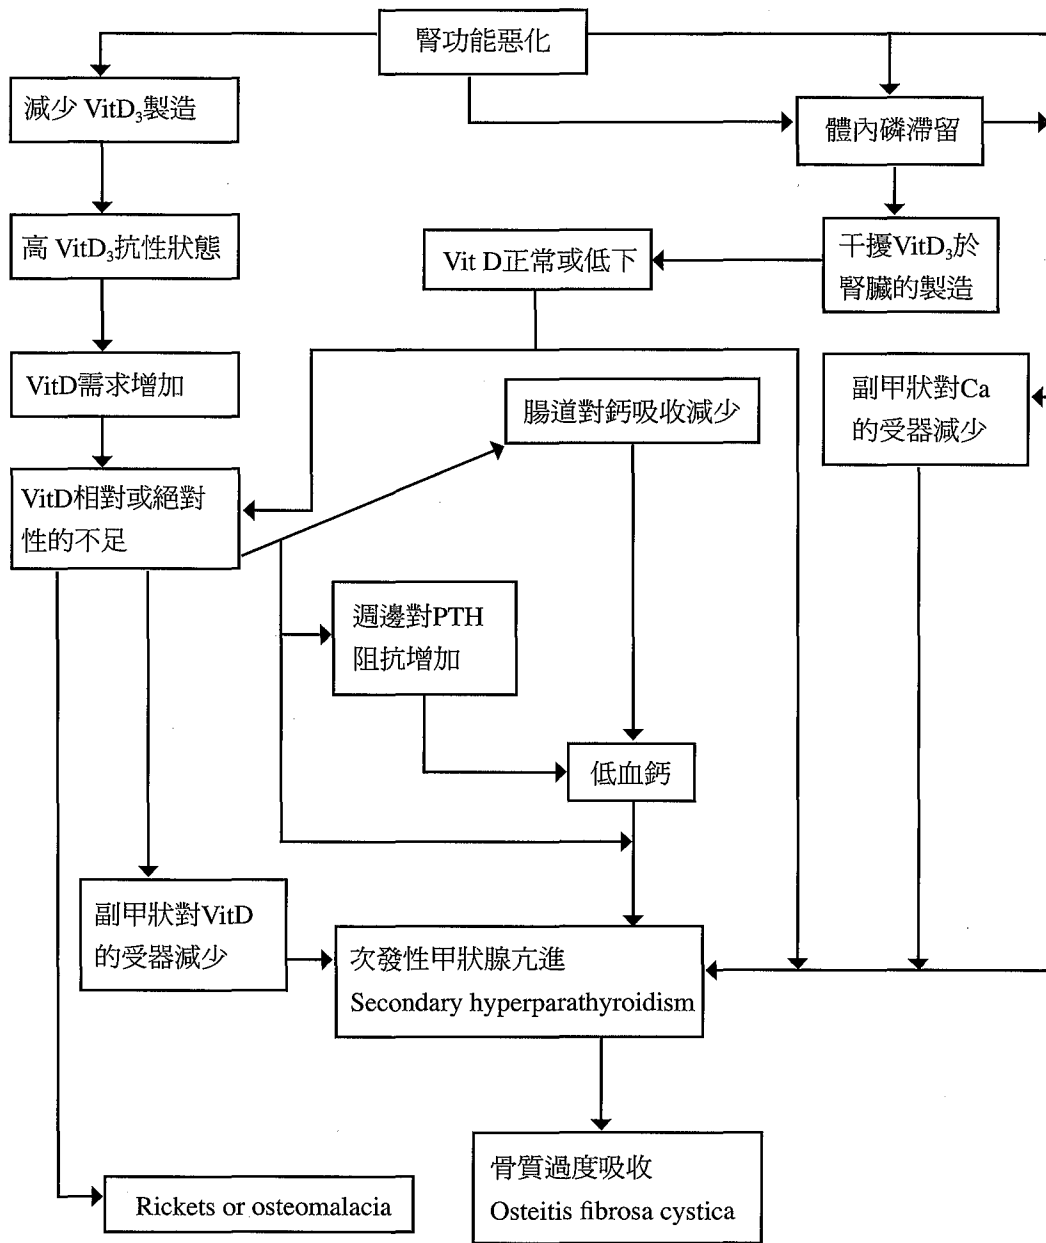 腎功能惡化
減少 VitD₃製造
體內磷滯留
高 VitD₃抗性狀態
Vit D正常或低下
干擾VitD₃於
腎臟的製造
VitD需求增加
腸道對鈣吸收減少
副甲狀對Ca
的受器減少
VitD相對或絕對
性的不足
週邊對PTH
阻抗增加
低血鈣
副甲狀對VitD
的受器減少
次發性甲狀腺亢進
Secondary hyperparathyroidism
骨質過度吸收
Osteitis fibrosa cystica
Rickets or osteomalacia